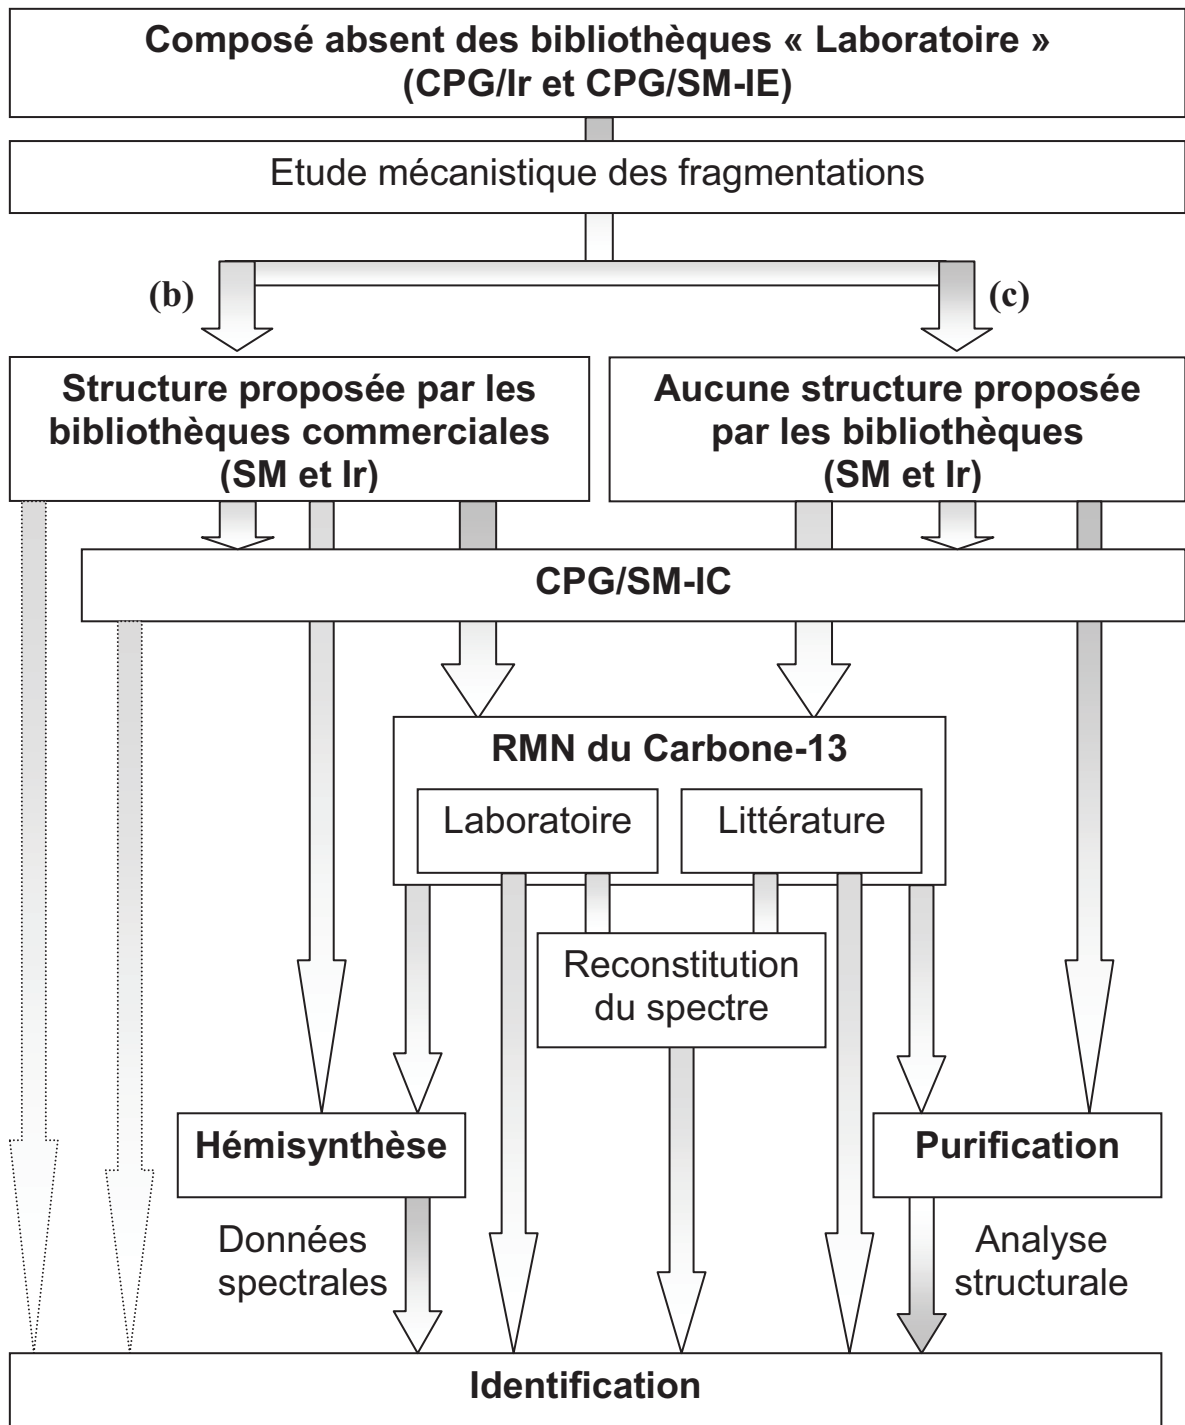 Composé absent des bibliothèques « Laboratoire »
(CPG/Ir et CPG/SM-IE)
Etude mécanistique des fragmentations
(b)
(c)
Structure proposée par les
bibliothèques commerciales
(SM et Ir)
Aucune structure proposée
par les bibliothèques
(SM et Ir)
CPG/SM-IC
RMN du Carbone-13
Laboratoire
Littérature
Reconstitution
du spectre
Hémisynthèse
Purification
Données
spectrales
Analyse
structurale
Identification